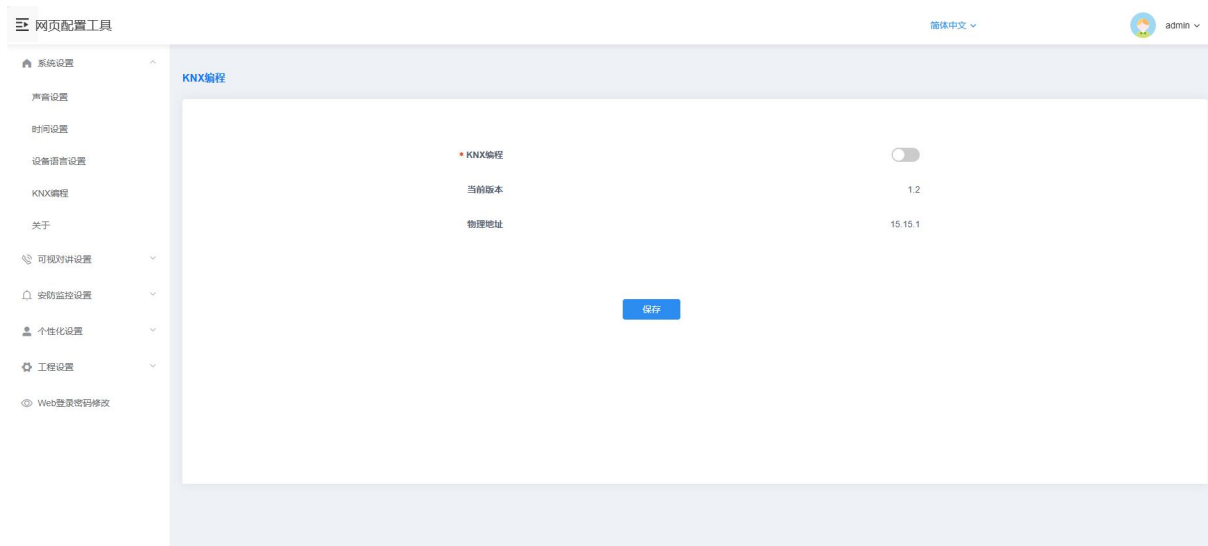 网页配置工具
简体中文
admin
系统设置
声音设置
时间设置
设备语言设置
KNX编程
关于
可视对讲设置
安防监控设置
个性化设置
工程设置
Web登录密码修改
KNX编程
* KNX编程
当前版本 1.2
物理地址 15.15.1
保存